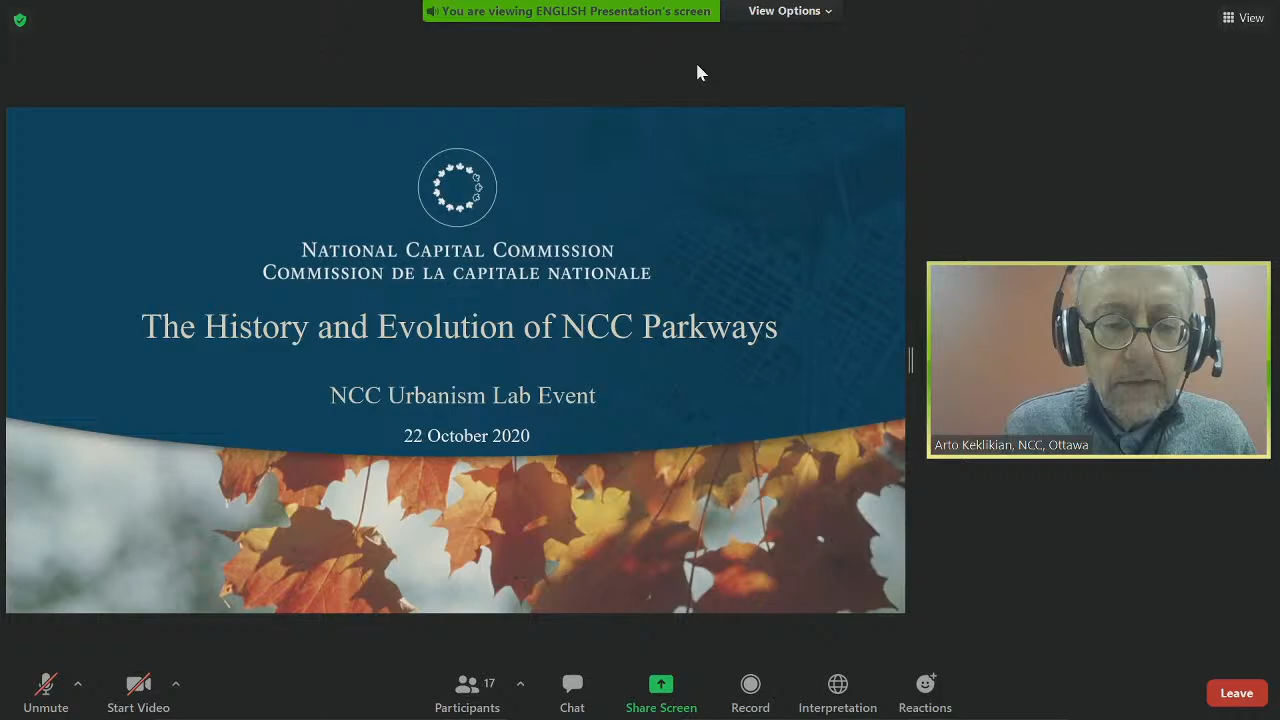 You are viewing ENGLISH Presentation's screen
View Options
View
NATIONAL CAPITAL COMMISSION
COMMISSION DE LA CAPITALE NATIONALE
The History and Evolution of NCC Parkways
NCC Urbanism Lab Event
22 October 2020
Arto Keklikian, NCC, Ottawa
Unmute
Start Video
Participants
17
Chat
Share Screen
Record
Interpretation
Reactions
Leave